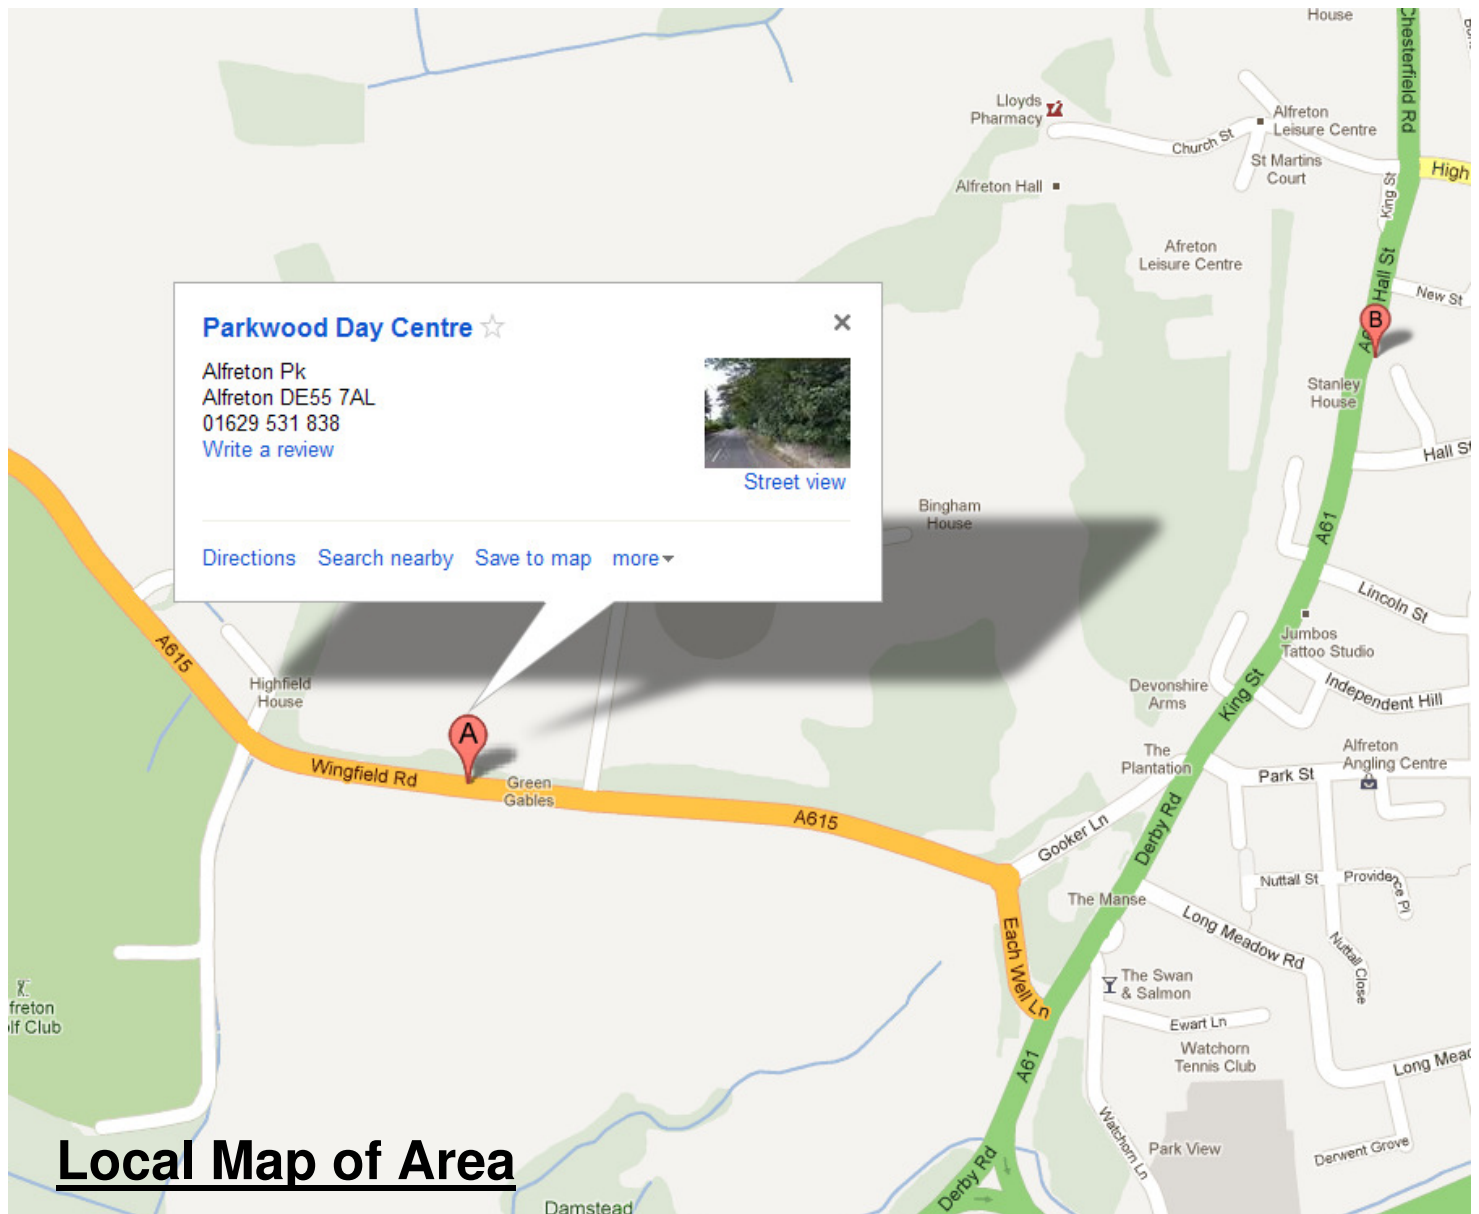 House
Chesterfield Rd
Lloyds
Pharmacy
Alfreton
Leisure Centre
Church St
St Martins
Court
High
King St
Alfreton Hall
Afreton
Leisure Centre
Hall St
New St
B
Parkwood Day Centre
Alfreton Pk
Alfreton DE55 7AL
01629 531 838
Write a review
Street view
Directions Search nearby Save to map more
Stanley
House
Hall St
Bingham
House
A61
Lincoln St
Jumbos
Tattoo Studio
A615
Highfield
House
Devonshire
Arms
King St
Independent Hill
A
Wingfield Rd
Green
Gables
The
Plantation
Alfreton
Angling Centre
Park St
A615
Gooker Ln
Derby Rd
Nuttall St
Providence Pl
The Manse
Each Well Ln
Long Meadow Rd
Nuttall Close
The Swan
& Salmon
freton
lf Club
Ewart Ln
Watchorn
Tennis Club
A61
Long Meac
Watchorn Ln
Park View
Derwent Grove
Local Map of Area
Derby Rd
Damstead